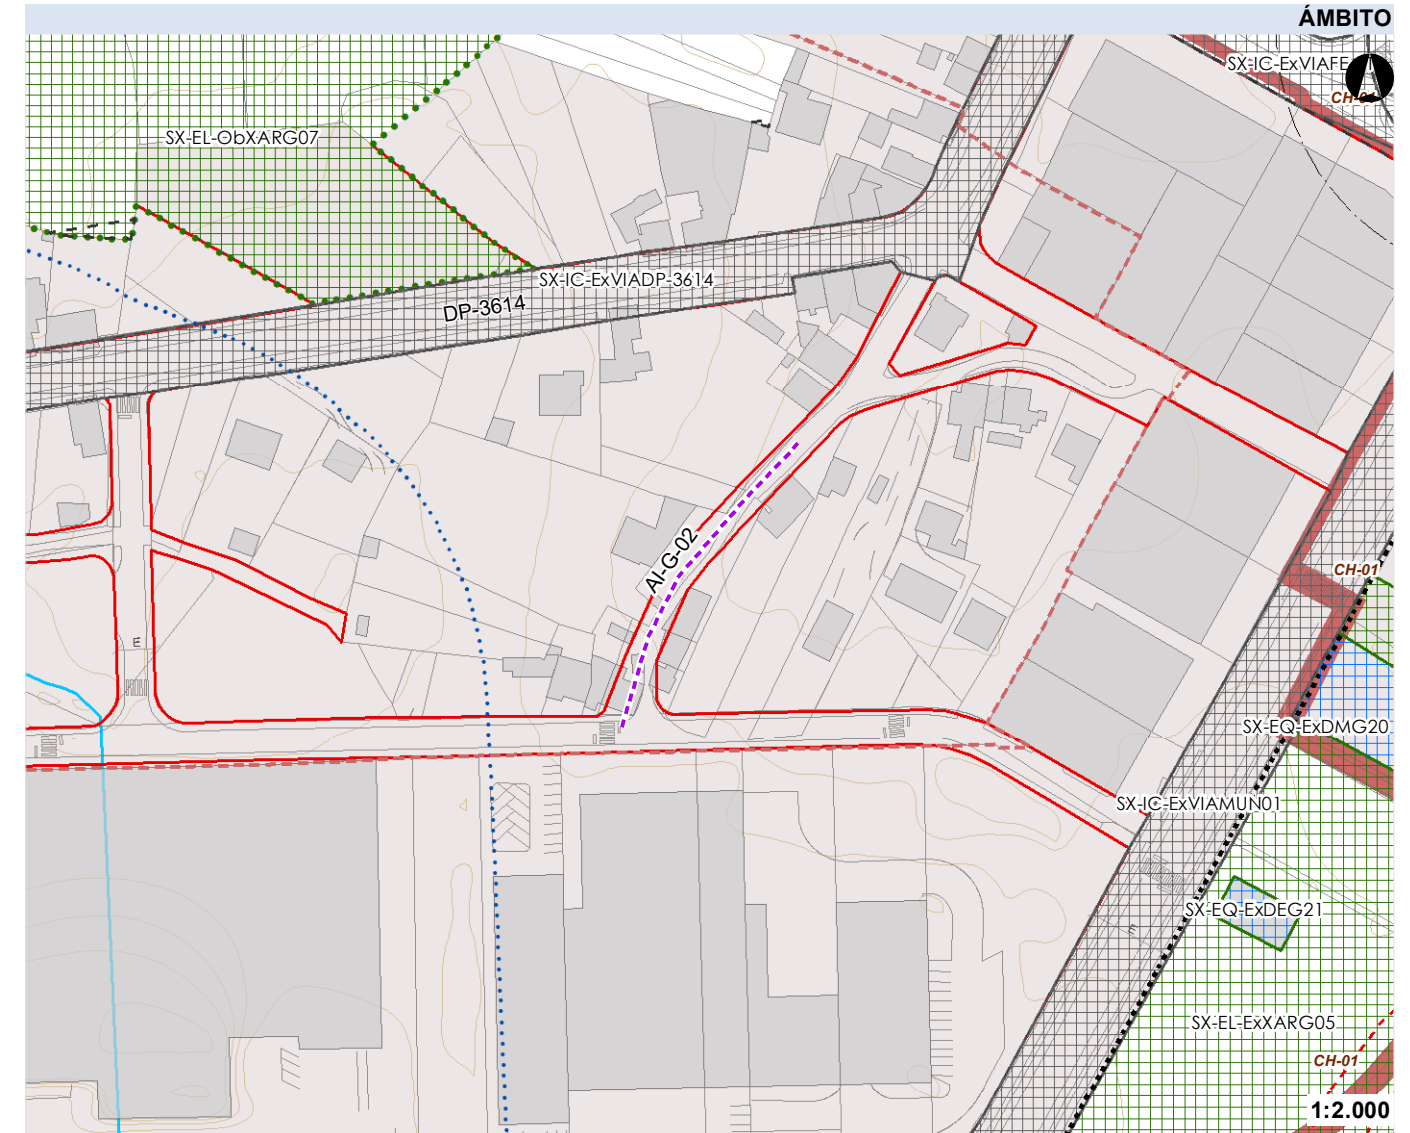 ÁMBITO
SX-IC-ExVIAFE
CH-01
SX-EL-ObXARG07
SX-IC-ExVIADP-3614
DP-3614
AI-G-02
CH-01
E
SX-EQ-ExDMG20
SX-IC-ExVIAMUN01
SX-EQ-ExDEG21
E
SX-EL-ExXARG05
CH-01
1:2.000